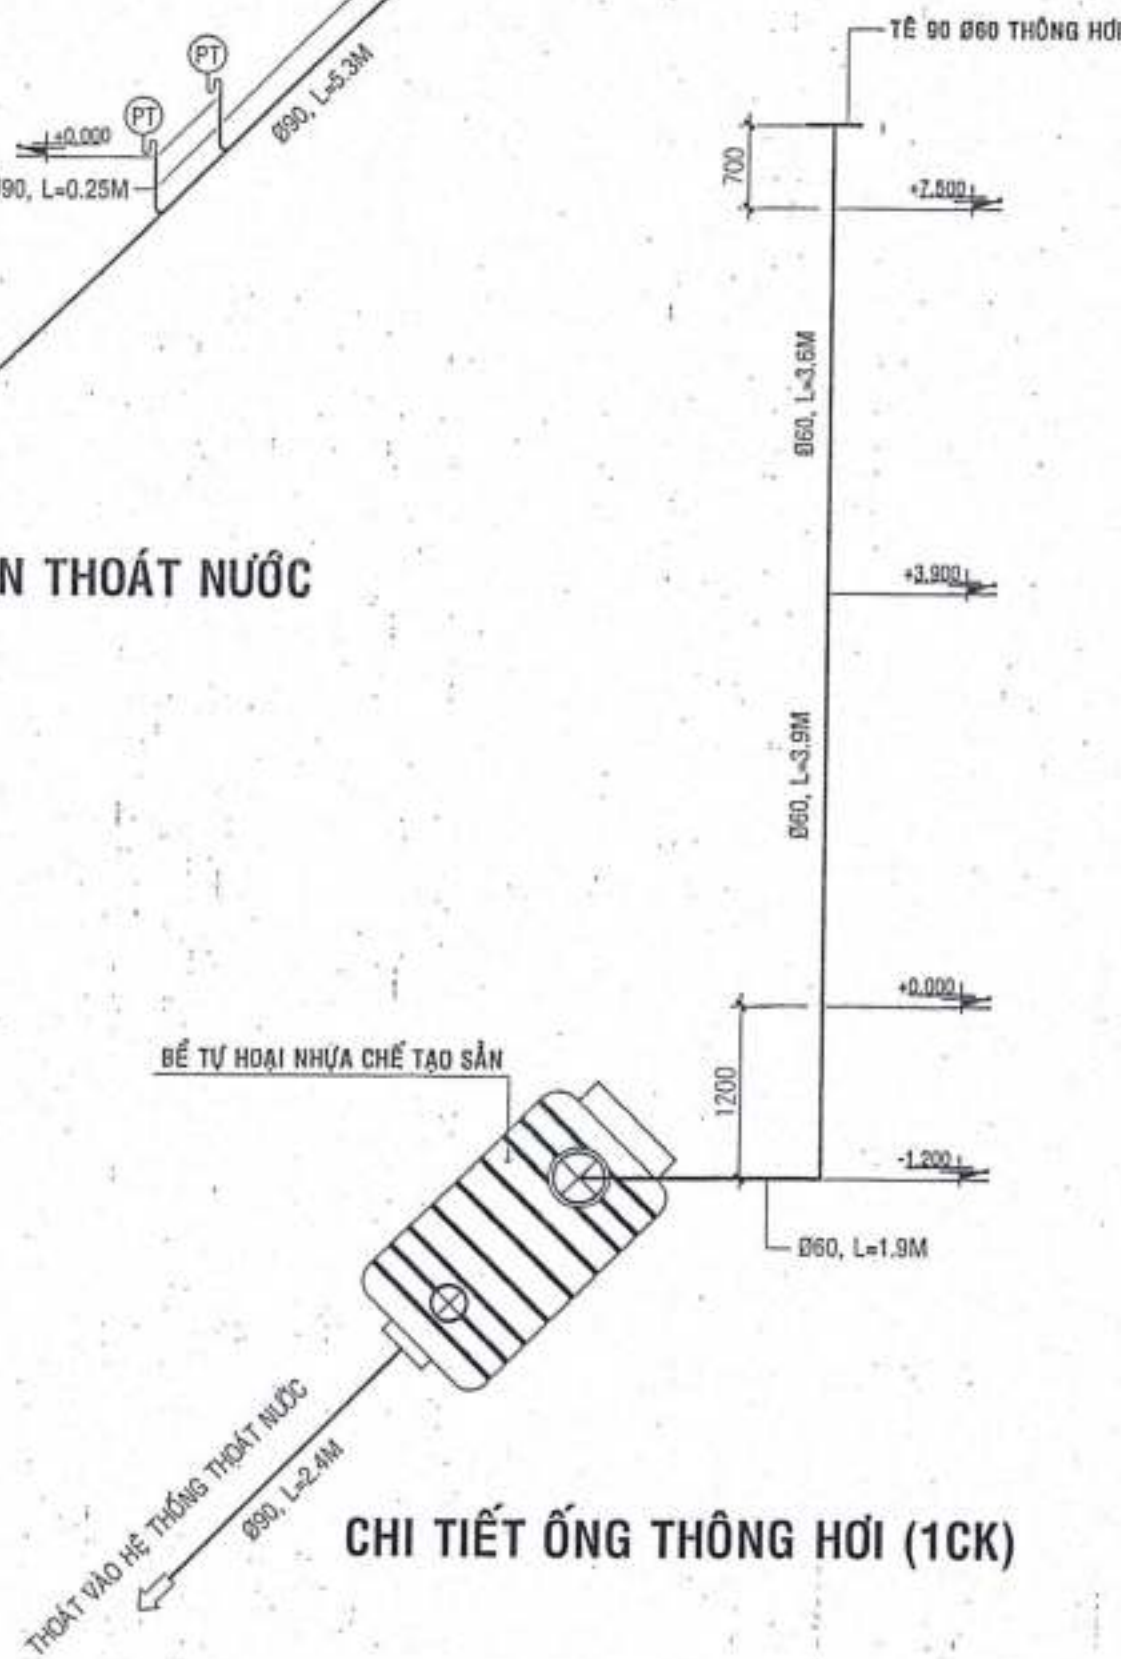 TÊ 90 Ø60 THÔNG HƠI
PT
PT
+0.000
Ø90, L=5.3M
90, L=0.25M
700
+7.500
Ø60, L=3.6M
N THOÁT NƯỚC
+3.900
Ø60, L=3.9M
+0.000
BỂ TỰ HOẠI NHỰA CHẾ TẠO SẴN
1200
-1.200
Ø60, L=1.9M
THOÁT VÀO HỆ THỐNG THOÁT NƯỚC
Ø90, L=2.4M
CHI TIẾT ỐNG THÔNG HƠI (1CK)